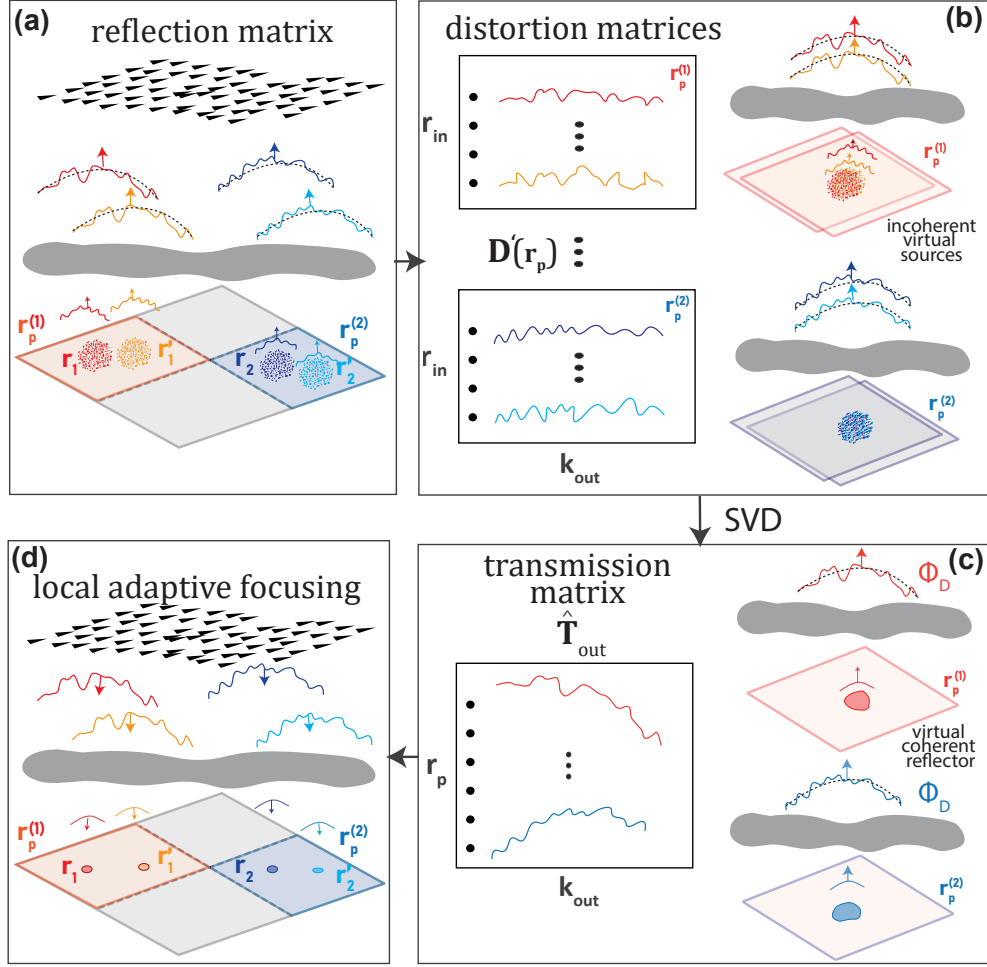 (a)
reflection matrix
r_p^(1)
r_1
r'_1
r_2
r'_2
r_p^(2)
(b)
distortion matrices
r_in
r_p^(1)
D'(r_p)
r_in
r_p^(2)
k_out
r_p^(1)
incoherent
virtual
sources
r_p^(2)
SVD
(c)
transmission
matrix
T̂_out
r_p
k_out
Φ_D
r_p^(1)
virtual
coherent
reflector
Φ_D
r_p^(2)
(d)
local adaptive focusing
r_p^(1)
r_1
r'_1
r_2
r'_2
r_p^(2)